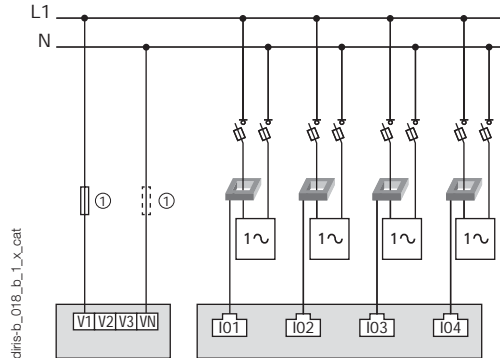 L1
N
① ①
1∿ 1∿ 1∿ 1∿
V1 V2 V3 VN
I01 I02 I03 I04
diris-b_018_b_1_x_cat